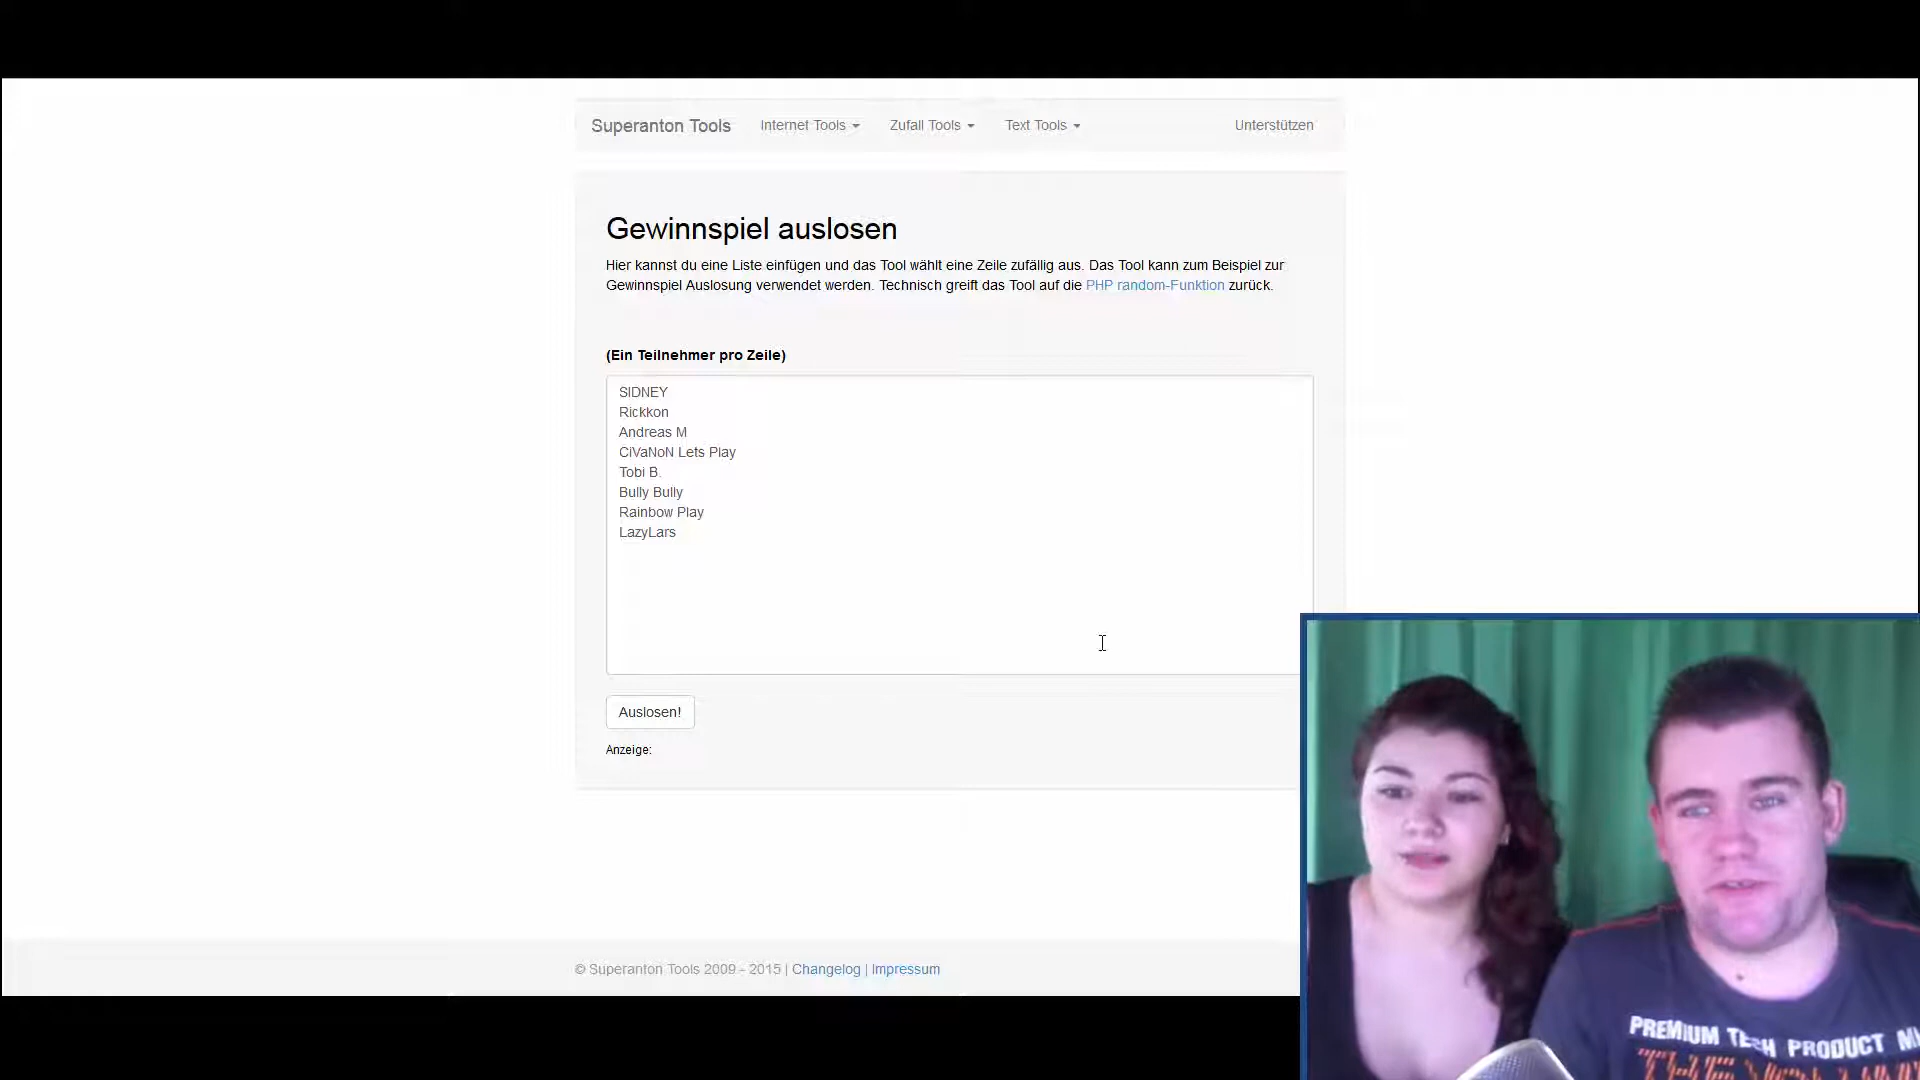 Superanton Tools Internet Tools Zufall Tools Text Tools Unterstützen
Gewinnspiel auslosen
Hier kannst du eine Liste einfügen und das Tool wählt eine Zeile zufällig aus. Das Tool kann zum Beispiel zur
Gewinnspiel Auslosung verwendet werden. Technisch greift das Tool auf die PHP random-Funktion zurück.
(Ein Teilnehmer pro Zeile)
SIDNEY
Rickkon
Andreas M
CiVaNoN Lets Play
Tobi B.
Bully Bully
Rainbow Play
LazyLars
Auslosen!
Anzeige:
© Superanton Tools 2009 - 2015 | Changelog | Impressum
PREMIUM TECH PRODUCT